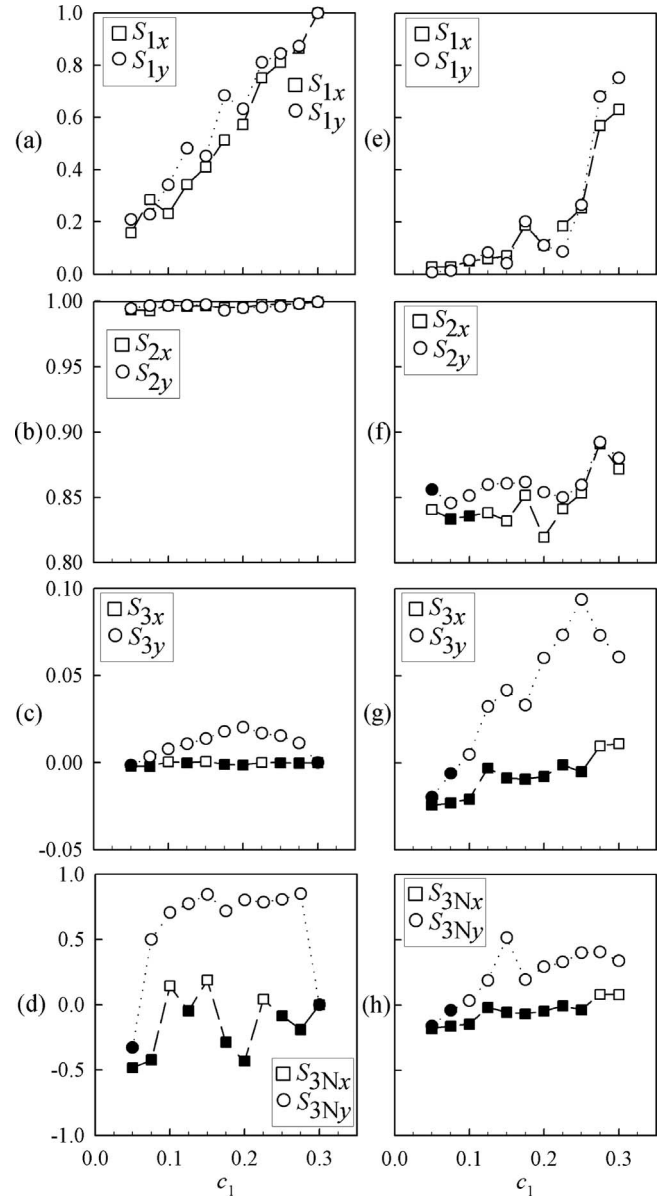 1.0
0.8
0.6
0.4
0.2
0.0
(a)
S1x
S1y
S1x
S1y
(e)
S1x
S1y
1.00
0.95
0.90
0.85
0.80
(b)
S2x
S2y
(f)
S2x
S2y
0.10
0.05
0.00
-0.05
(c)
S3x
S3y
(g)
S3x
S3y
1.0
0.5
0.0
-0.5
-1.0
(d)
S3Nx
S3Ny
(h)
S3Nx
S3Ny
0.0 0.1 0.2 0.3
c1
0.0 0.1 0.2 0.3
c1